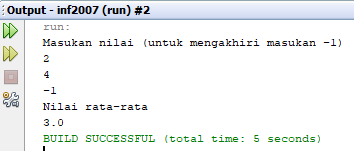 Output - inf2007 (run) #2
run:
Masukan nilai (untuk mengakhiri masukan -1)
2
4
-1
Nilai rata-rata
3.0
BUILD SUCCESSFUL (total time: 5 seconds)